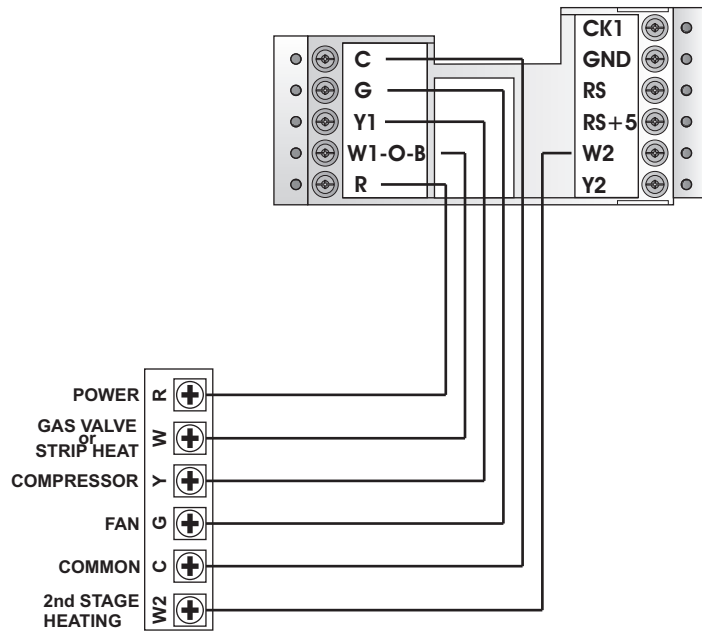 C
G
Y1
W1-O-B
R
CK1
GND
RS
RS+5
W2
Y2
POWER R
GAS VALVE
or
STRIP HEAT W
COMPRESSOR Y
FAN G
COMMON C
2nd STAGE
HEATING W2